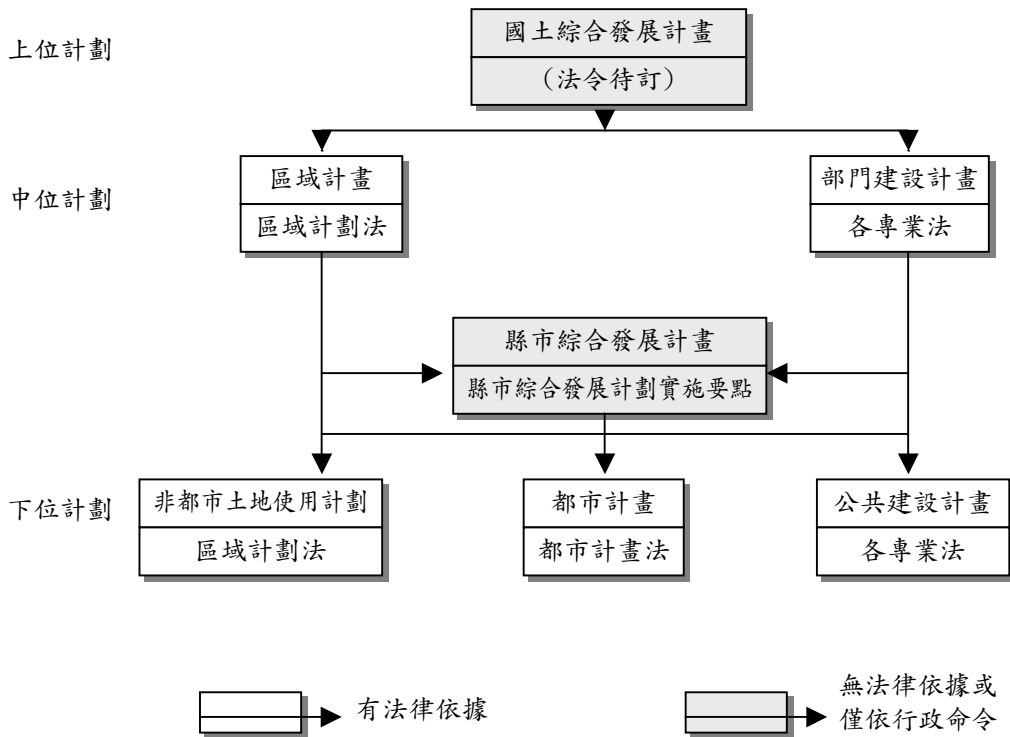 國土綜合發展計畫
上位計劃
（法令待訂）
區域計畫
部門建設計畫
中位計劃
區域計劃法
各專業法
縣市綜合發展計畫
縣市綜合發展計劃實施要點
非都市土地使用計劃
都市計畫
公共建設計畫
下位計劃
區域計劃法
都市計畫法
各專業法
有法律依據
無法律依據或
僅依行政命令